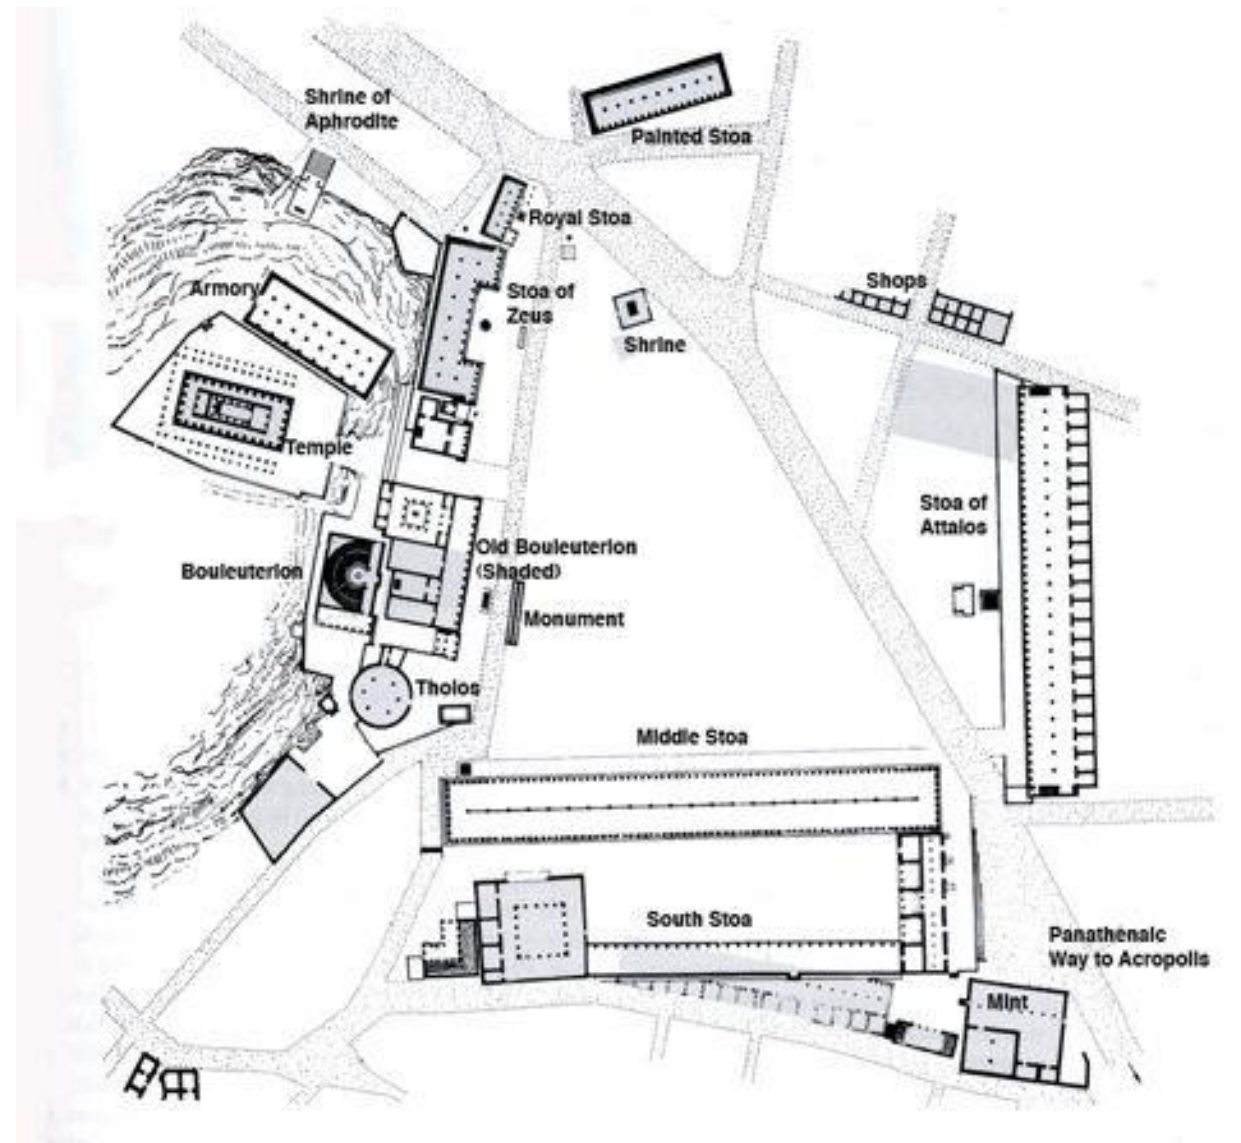 Shrine of
Aphrodite
Painted Stoa
Royal Stoa
Armory
Stoa of
Zeus
Shops
Shrine
Temple
Stoa of
Attalos
Bouleuterion
Old Bouleuterion
(Shaded)
Monument
Tholos
Middle Stoa
South Stoa
Panathenaic
Way to Acropolis
Mint